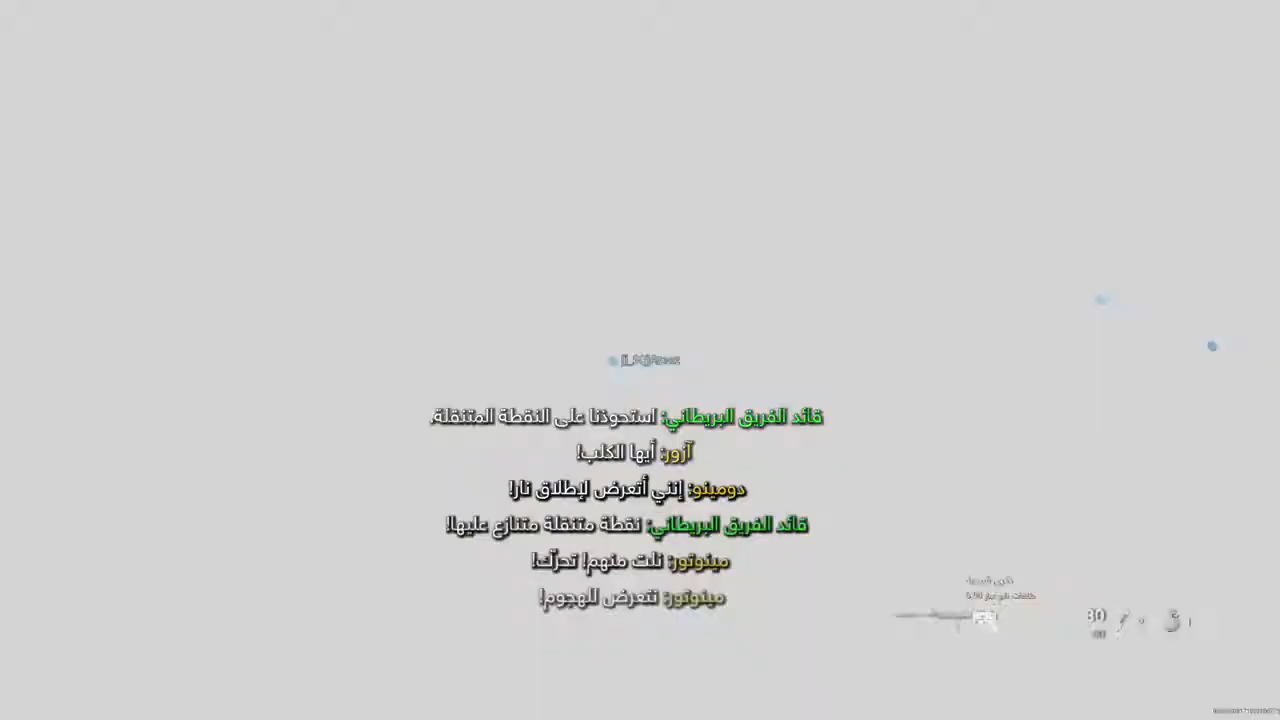 قائد الفريق البريطاني: استحوذنا على النقطة المتنقلة.
آزور: أيها الكلب!
دومينو: إنني أتعرض لإطلاق نار!
قائد الفريق البريطاني: نقطة متنقلة متنازع عليها!
مينوتور: نلت منهم! تحرّك!
مينوتور: نتعرض للهجوم!
30